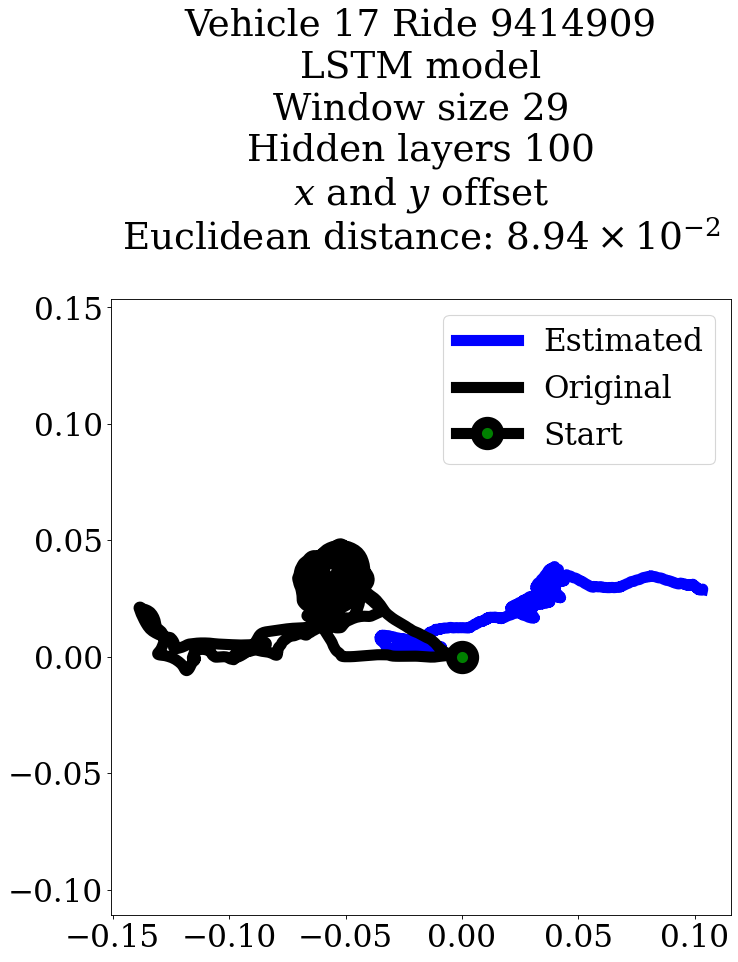 Vehicle 17 Ride 9414909
LSTM model
Window size 29
Hidden layers 100
x and y offset
Euclidean distance: 8.94 × 10⁻²
0.15
0.10
0.05
0.00
−0.05
−0.10
Estimated
Original
Start
−0.15 −0.10 −0.05 0.00 0.05 0.10